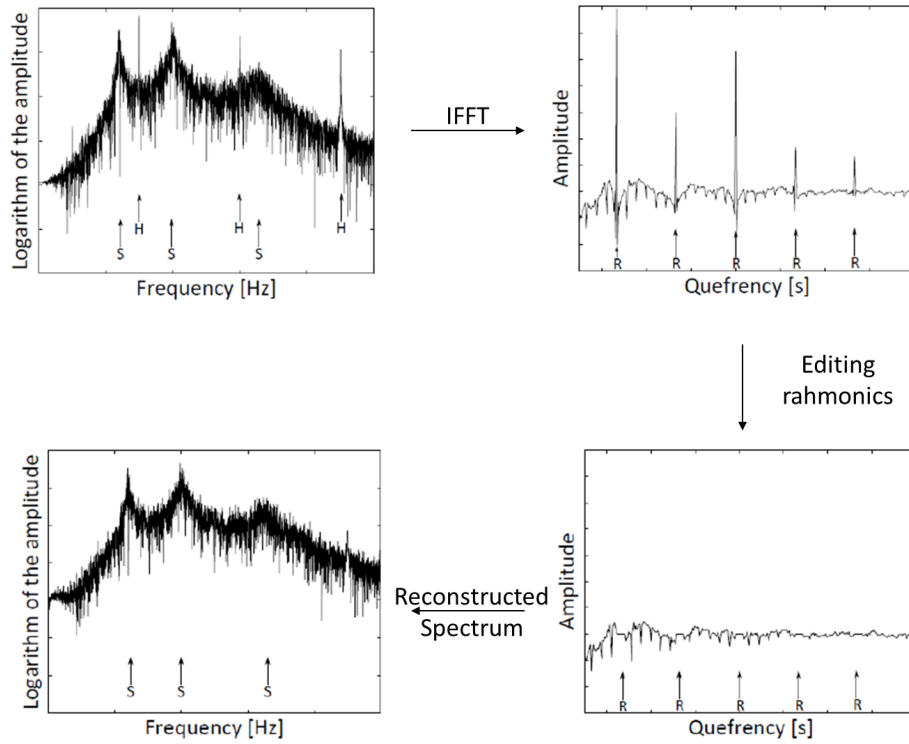 Logarithm of the amplitude
H H H
S S S
Frequency [Hz]
IFFT
Amplitude
R R R R R
Quefrency [s]
Editing
rahmonics
Amplitude
R R R R R
Quefrency [s]
Reconstructed
Spectrum
Logarithm of the amplitude
S S S
Frequency [Hz]